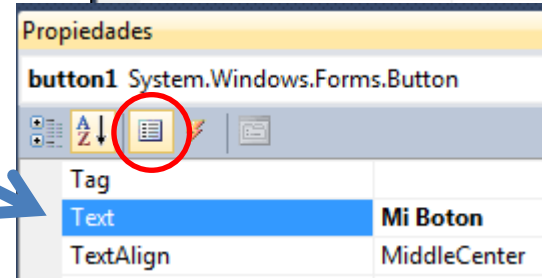 Propiedades
button1 System.Windows.Forms.Button
Tag
Text Mi Boton
TextAlign MiddleCenter